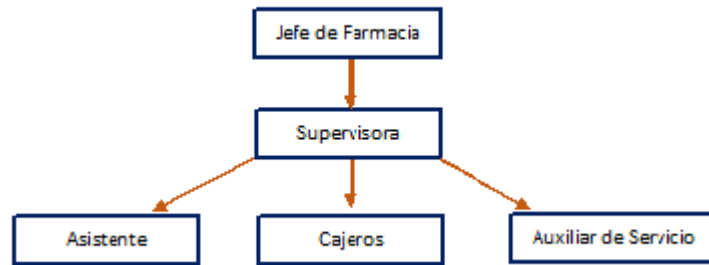 Jefe de Farmacia
Supervisora
Asistente
Cajeros
Auxiliar de Servicio